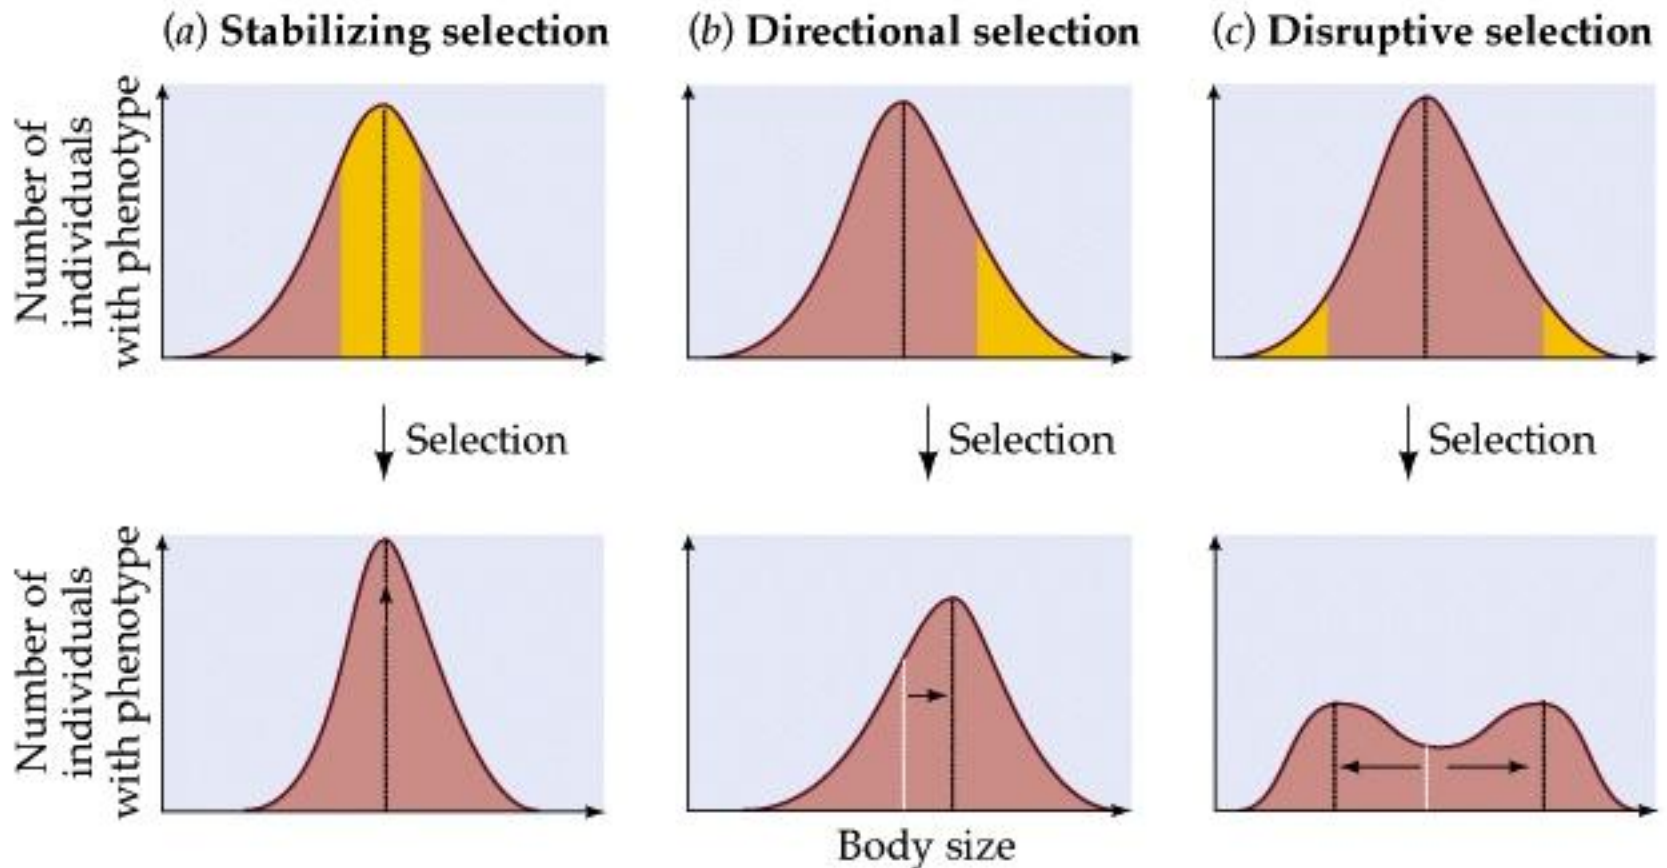 (a) Stabilizing selection
(b) Directional selection
(c) Disruptive selection
Number of
individuals
with phenotype
Selection
Selection
Selection
Number of
individuals
with phenotype
Body size